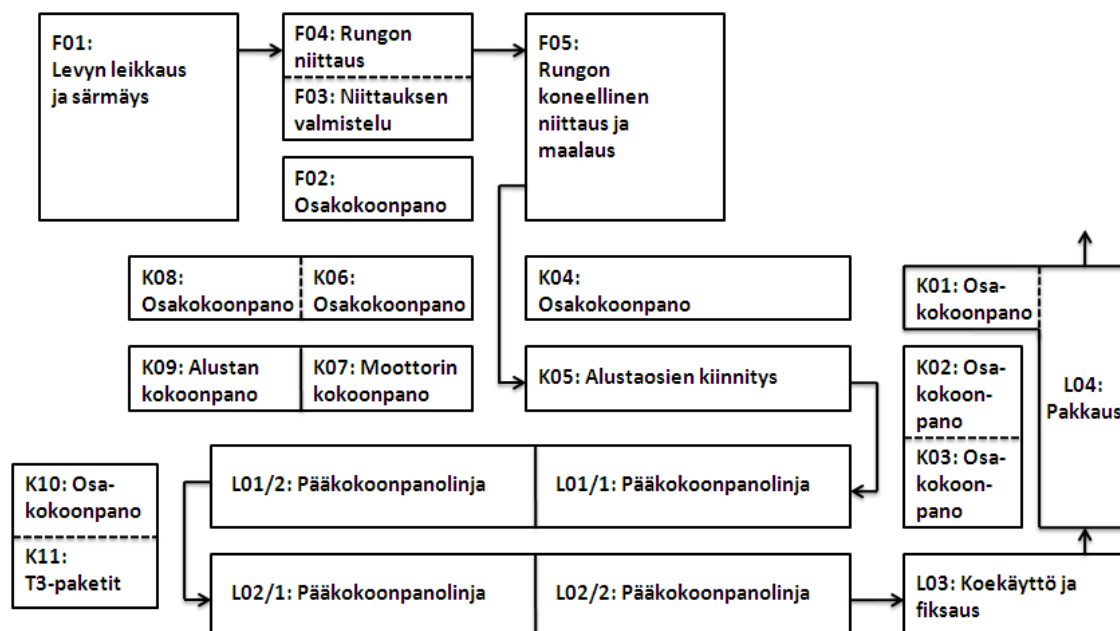 F01:
Levyn leikkaus
ja särmäys
F04: Rungon
niittaus
F03: Niittauksen
valmistelu
F05:
Rungon
koneellinen
niittaus ja
maalaus
F02:
Osakokoonpano
K08:
Osakokoonpano
K06:
Osakokoonpano
K04:
Osakokoonpano
K01: Osa-
kokoonpano
K09: Alustan
kokoonpano
K07: Moottorin
kokoonpano
K05: Alustaosien kiinnitys
K02: Osa-
kokoon-
pano
L04:
Pakkaus
K03: Osa-
kokoon-
pano
K10: Osa-
kokoonpano
K11:
T3-paketit
L01/2: Pääkokoonpanolinja
L01/1: Pääkokoonpanolinja
L02/1: Pääkokoonpanolinja
L02/2: Pääkokoonpanolinja
L03: Koekäyttö ja
fiksaus